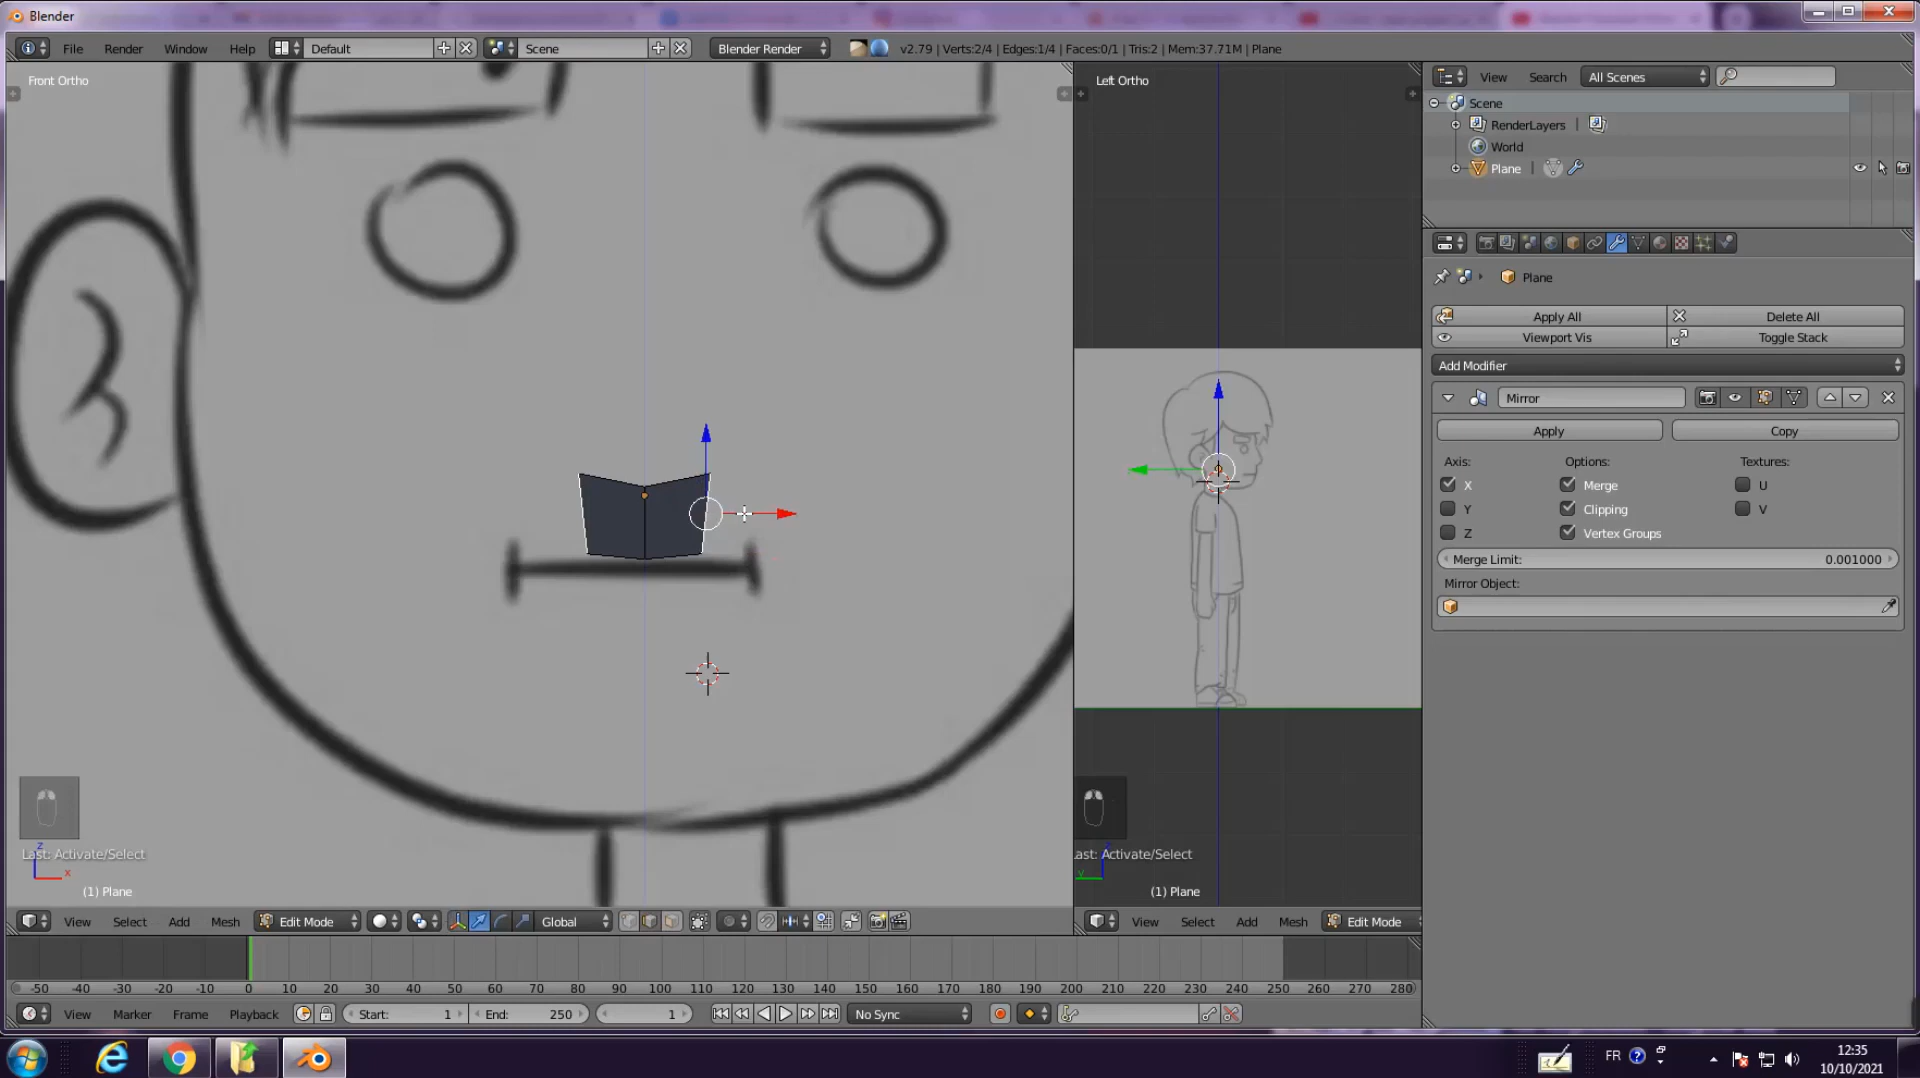 Blender
File Render Window Help Default Scene Blender Render v2.79 | Verts:2/4 | Edges:1/4 | Faces:0/1 | Tris:2 | Mem:37.71M | Plane
Front Ortho
Left Ortho
View Search All Scenes
Scene
RenderLayers
World
Plane
Plane
Apply All Delete All
Viewport Vis Toggle Stack
Add Modifier
Mirror
Apply Copy
Axis: Options: Textures:
X Merge U
Y Clipping V
Z Vertex Groups
Merge Limit: 0.001000
Mirror Object:
Last: Activate/Select
z
x
(1) Plane
ast: Activate/Select
y
(1) Plane
View Select Add Mesh Edit Mode Global
View Select Add Mesh Edit Mode
-50 -40 -30 -20 -10 0 10 20 30 40 50 60 70 80 90 100 110 120 130 140 150 160 170 180 190 200 210 220 230 240 250 260 270 280
View Marker Frame Playback Start: 1 End: 250 1 No Sync
FR
12:35
10/10/2021